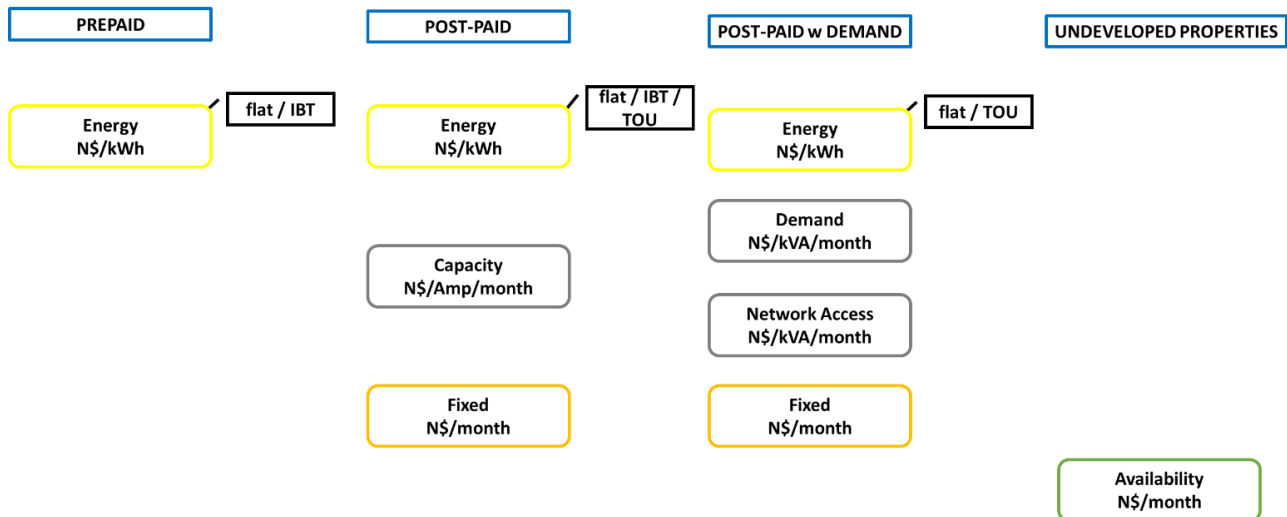 PREPAID
POST-PAID
POST-PAID w DEMAND
UNDEVELOPED PROPERTIES
Energy
N$/kWh
flat / IBT
Energy
N$/kWh
flat / IBT /
TOU
Energy
N$/kWh
flat / TOU
Demand
N$/kVA/month
Capacity
N$/Amp/month
Network Access
N$/kVA/month
Fixed
N$/month
Fixed
N$/month
Availability
N$/month